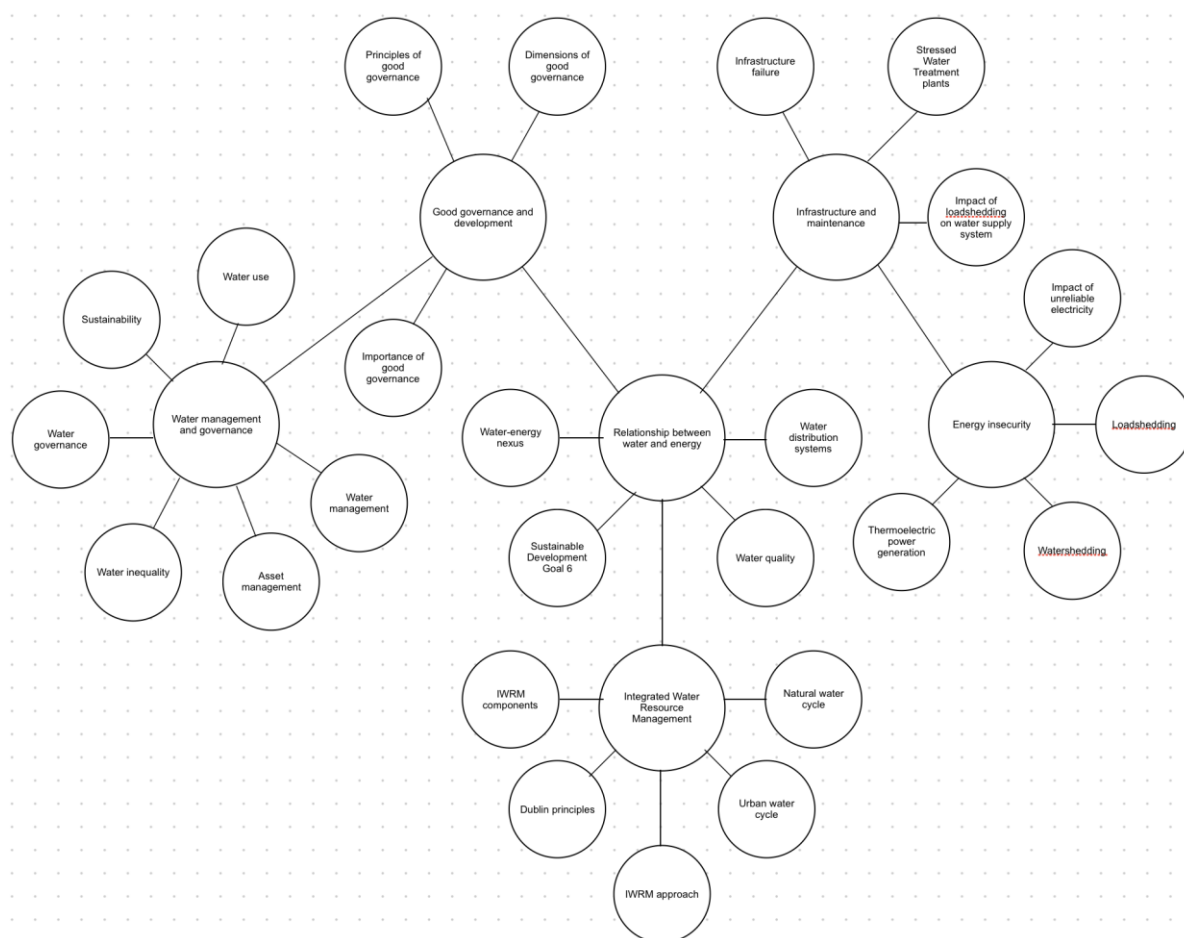 Principles of
good
governance
Dimensions of
good
governance
Infrastructure
failure
Stressed
Water
Treatment
plants
Good governance and
development
Infrastructure and
maintenance
Impact of
loadshedding
on water supply
system
Water use
Sustainability
Impact of
unreliable
electricity
Importance of
good
governance
Water management
and governance
Water
governance
Water-energy
nexus
Relationship between
water and energy
Water
distribution
systems
Energy insecurity
Loadshedding
Water
management
Water inequality
Asset
management
Sustainable
Development
Goal 6
Water quality
Thermoelectric
power
generation
Watershedding
IWRM
components
Integrated Water
Resource
Management
Natural water
cycle
Dublin principles
Urban water
cycle
IWRM approach